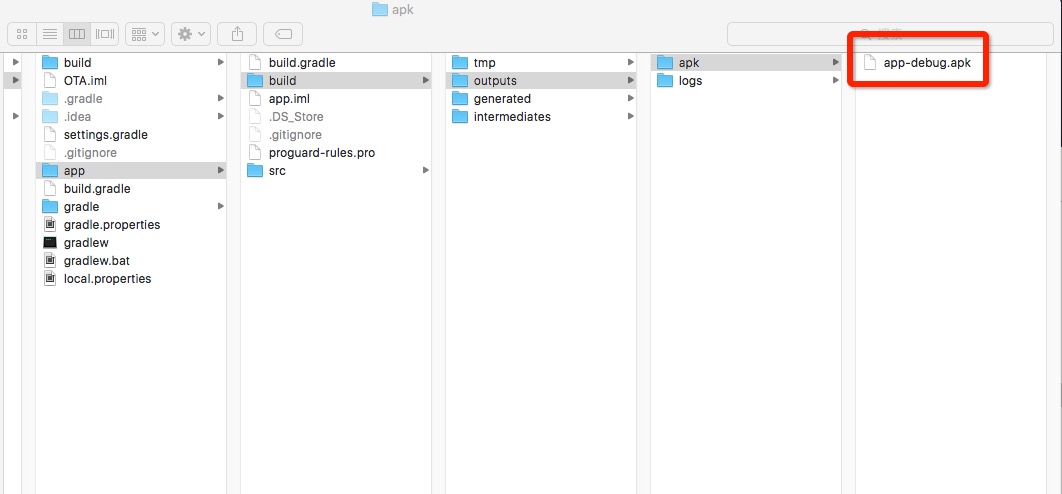 apk
搜索
build
OTA.iml
.gradle
.idea
settings.gradle
.gitignore
app
build.gradle
gradle
gradle.properties
gradlew
gradlew.bat
local.properties
build.gradle
build
app.iml
.DS_Store
.gitignore
proguard-rules.pro
src
tmp
outputs
generated
intermediates
apk
logs
app-debug.apk